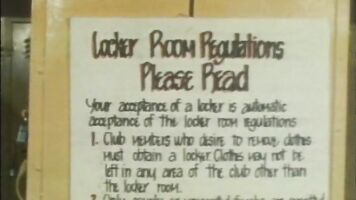 Locker Room Regulations
Please Read
Your acceptance of a locker is automatic
acceptance of the locker room regulations
1. Club members who desire to remove clothes
must obtain a locker. Clothes may not be
left in any area of the club other than
the locker room.
2. Only